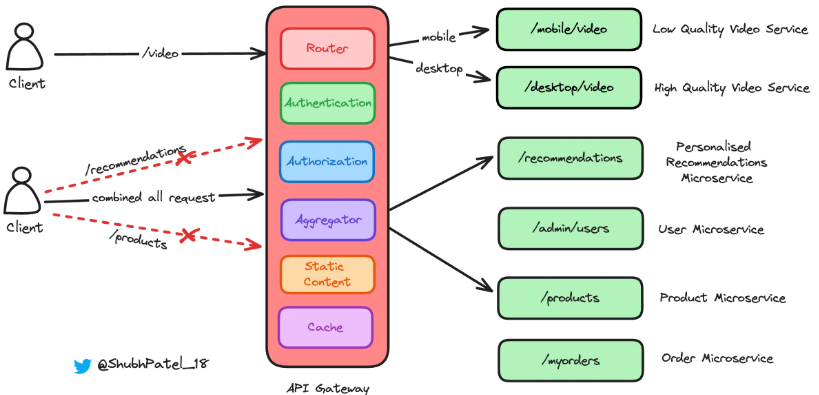 Client
/video
Router
Authentication
Authorization
Aggregator
Static
Content
Cache
API Gateway
mobile
desktop
/mobile/video
Low Quality Video Service
/desktop/video
High Quality Video Service
/recommendations
combined all request
/products
Client
/recommendations
Personalised
Recommendations
Microservice
/admin/users
User Microservice
/products
Product Microservice
/myorders
Order Microservice
@ShubhPatel_18